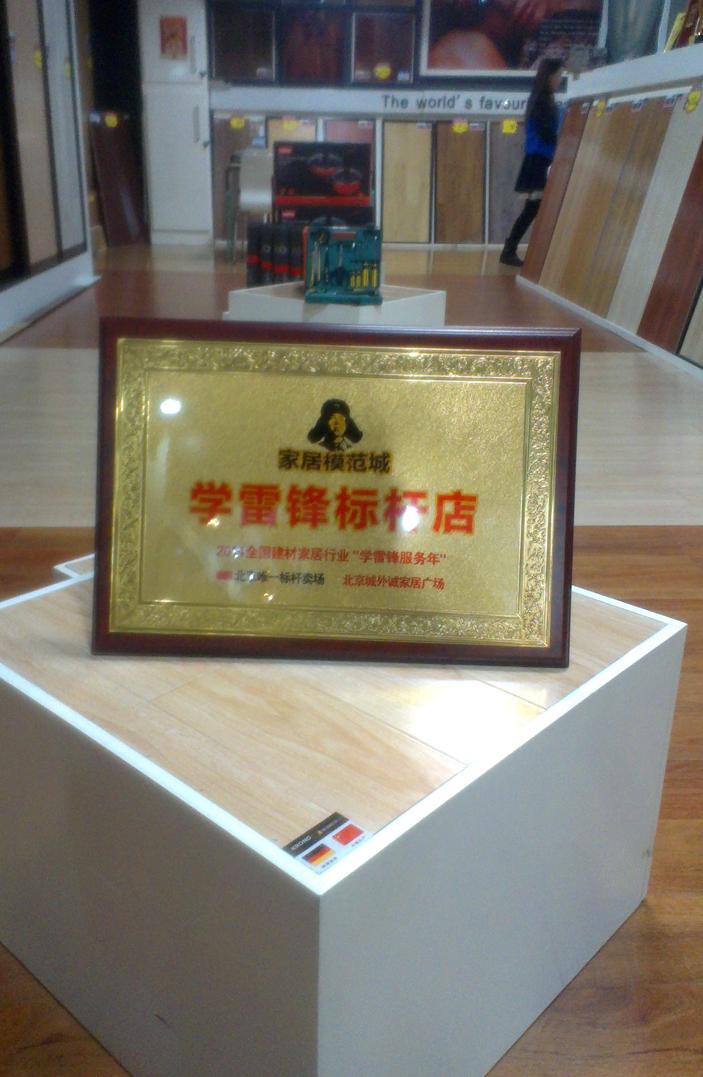 The world's favour
家居模范城
学雷锋标杆店
全国建材家居行业"学雷锋服务年"
北京唯一标杆卖场 北京城外诚家居广场
KRONO